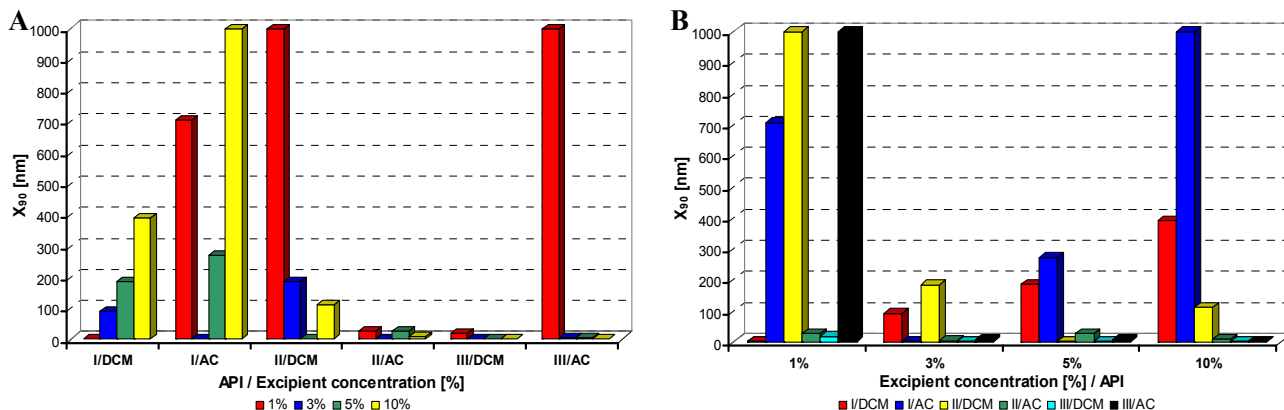 A
X90 [nm]
1000
900
800
700
600
500
400
300
200
100
0
I/DCM I/AC II/DCM II/AC III/DCM III/AC
API / Excipient concentration [%]
1% 3% 5% 10%
B
X90 [nm]
1000
900
800
700
600
500
400
300
200
100
0
1% 3% 5% 10%
Excipient concentration [%] / API
I/DCM I/AC II/DCM II/AC III/DCM III/AC